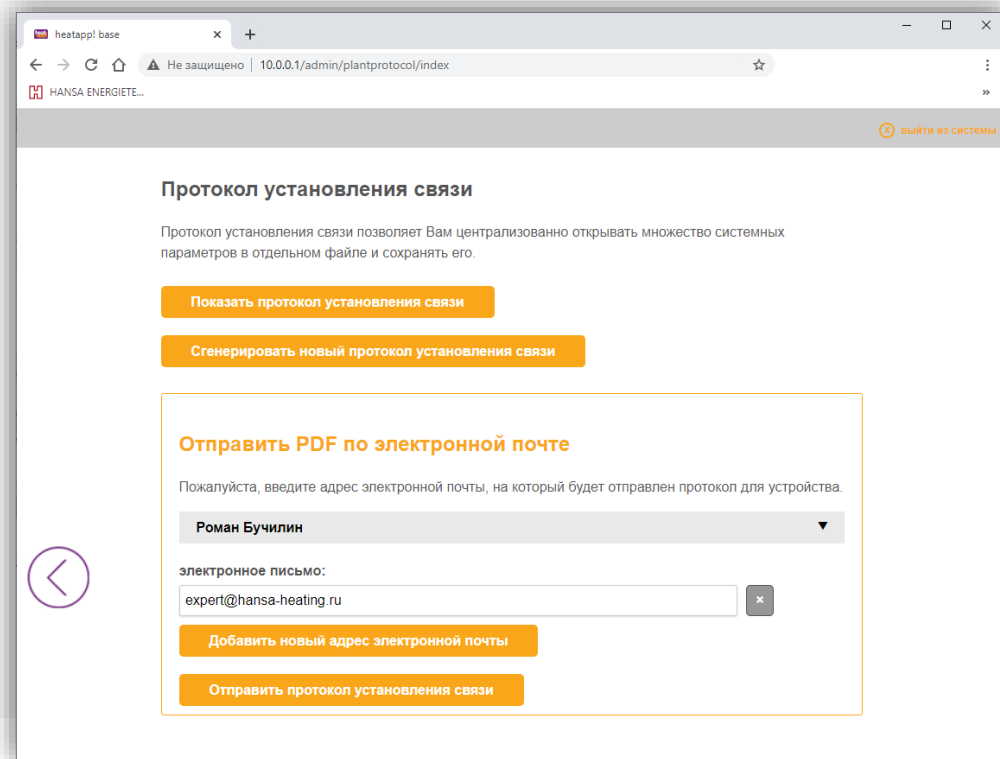 heatapp! base
Не защищено 10.0.0.1/admin/plantprotocol/index
HANSA ENERGIETE...
выйти из системы
Протокол установления связи
Протокол установления связи позволяет Вам централизованно открывать множество системных
параметров в отдельном файле и сохранять его.
Показать протокол установления связи
Сгенерировать новый протокол установления связи
Отправить PDF по электронной почте
Пожалуйста, введите адрес электронной почты, на который будет отправлен протокол для устройства.
Роман Бучилин
электронное письмо:
expert@hansa-heating.ru
Добавить новый адрес электронной почты
Отправить протокол установления связи